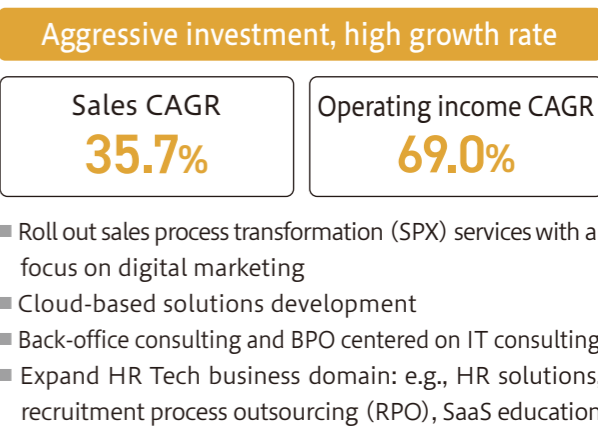 Aggressive investment, high growth rate
Sales CAGR
35.7%
Operating income CAGR
69.0%
■ Roll out sales process transformation (SPX) services with a
focus on digital marketing
■ Cloud-based solutions development
■ Back-office consulting and BPO centered on IT consulting
■ Expand HR Tech business domain: e.g., HR solutions,
recruitment process outsourcing (RPO), SaaS education